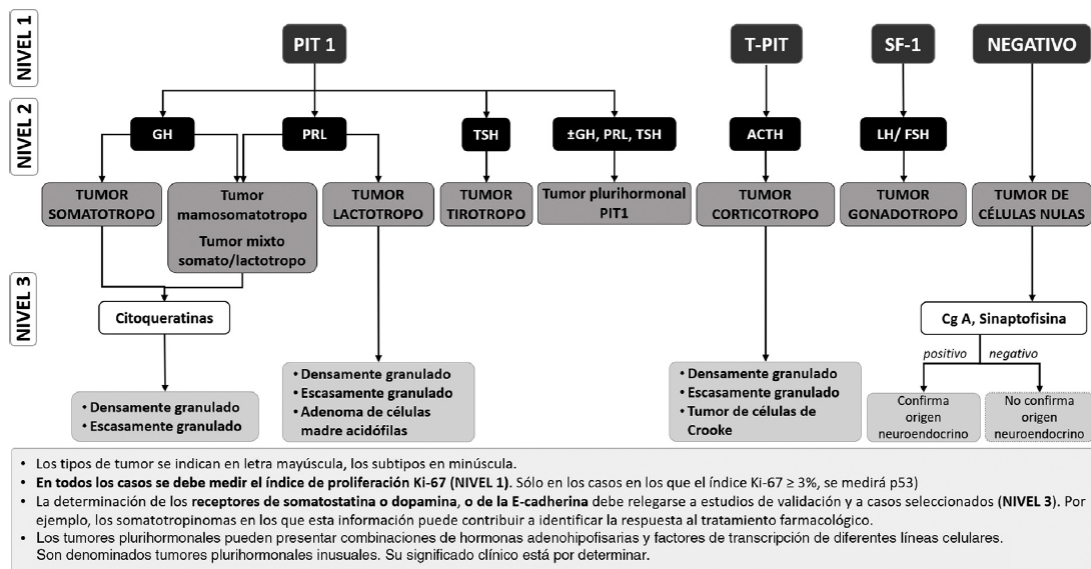 NIVEL 1
PIT 1
T-PIT
SF-1
NEGATIVO
NIVEL 2
GH
PRL
TSH
±GH, PRL, TSH
ACTH
LH/ FSH
TUMOR
SOMATOTROPO
Tumor
mamosomatotropo
Tumor mixto
somato/lactotropo
TUMOR
LACTOTROPO
TUMOR
TIROTROPO
Tumor plurihormonal
PIT1
TUMOR
CORTICOTROPO
TUMOR
GONADOTROPO
TUMOR DE
CÉLULAS NULAS
NIVEL 3
Citoqueratinas
Cg A, Sinaptofisina
positivo
negativo
• Densamente granulado
• Escasamente granulado
• Densamente granulado
• Escasamente granulado
• Adenoma de células
madre acidófilas
• Densamente granulado
• Escasamente granulado
• Tumor de células de
Crooke
Confirma
origen
neuroendocrino
No confirma
origen
neuroendocrino
• Los tipos de tumor se indican en letra mayúscula, los subtipos en minúscula.
• En todos los casos se debe medir el índice de proliferación Ki-67 (NIVEL 1). Sólo en los casos en los que el índice Ki-67 ≥ 3%, se medirá p53)
• La determinación de los receptores de somatostatina o dopamina, o de la E-cadherina debe relegarse a estudios de validación y a casos seleccionados (NIVEL 3). Por
ejemplo, los somatotropinomas en los que esta información puede contribuir a identificar la respuesta al tratamiento farmacológico.
• Los tumores plurihormonales pueden presentar combinaciones de hormonas adenohipofisarias y factores de transcripción de diferentes líneas celulares.
Son denominados tumores plurihormonales inusuales. Su significado clínico está por determinar.